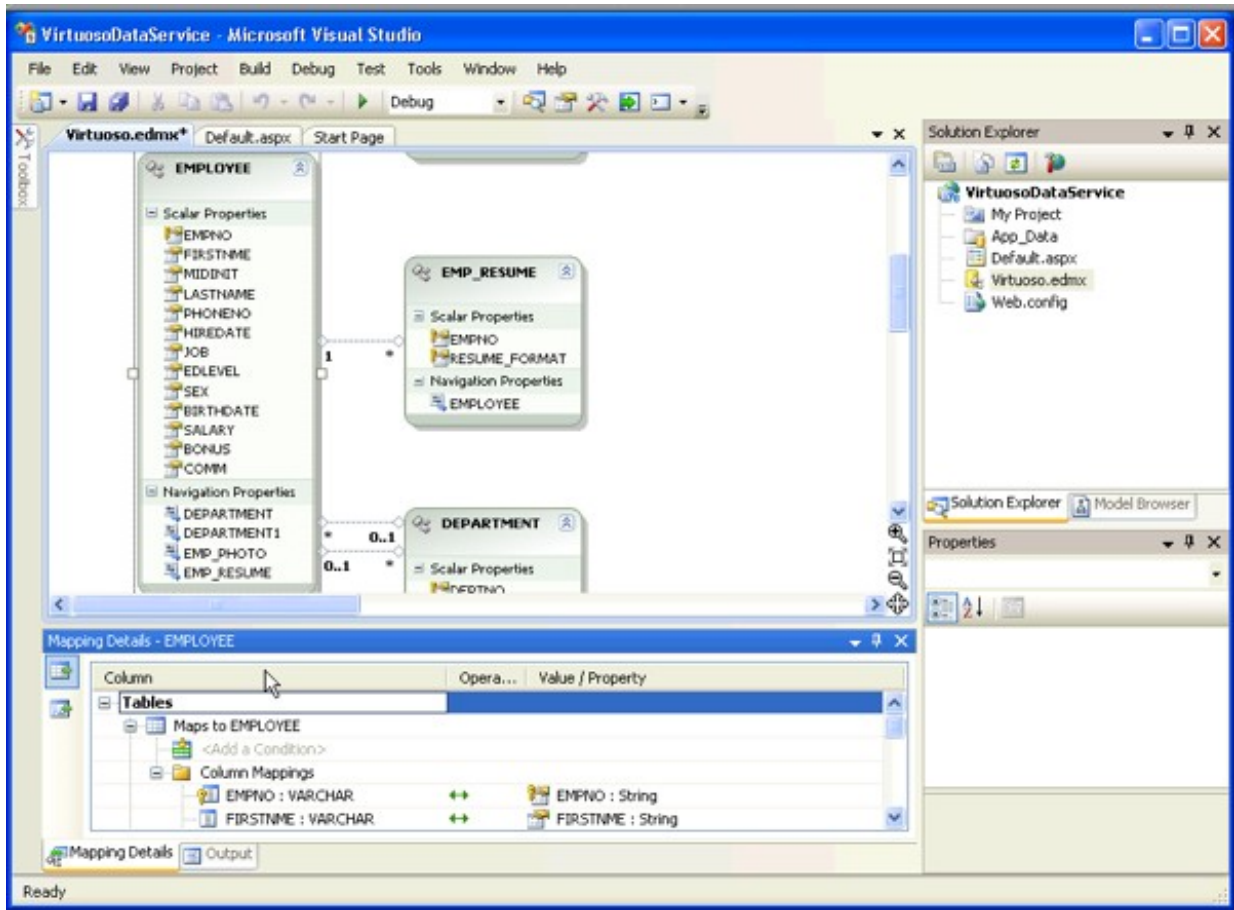 VirtuosoDataService - Microsoft Visual Studio
File Edit View Project Build Debug Test Tools Window Help
Debug
Toolbox
Virtuoso.edmx* Default.aspx Start Page
EMPLOYEE
Scalar Properties
EMPNO
FIRSTNME
MIDINIT
LASTNAME
PHONENO
HIREDATE
JOB
EDLEVEL
SEX
BIRTHDATE
SALARY
BONUS
COMM
Navigation Properties
DEPARTMENT
DEPARTMENT1
EMP_PHOTO
EMP_RESUME
1 *
EMP_RESUME
Scalar Properties
EMPNO
RESUME_FORMAT
Navigation Properties
EMPLOYEE
* 0..1
0..1 *
DEPARTMENT
Scalar Properties
DEPTNO
Solution Explorer
VirtuosoDataService
My Project
App_Data
Default.aspx
Virtuoso.edmx
Web.config
Solution Explorer Model Browser
Properties
Mapping Details - EMPLOYEE
Column Opera... Value / Property
Tables
Maps to EMPLOYEE
<Add a Condition>
Column Mappings
EMPNO : VARCHAR EMPNO : String
FIRSTNME : VARCHAR FIRSTNME : String
Mapping Details Output
Ready